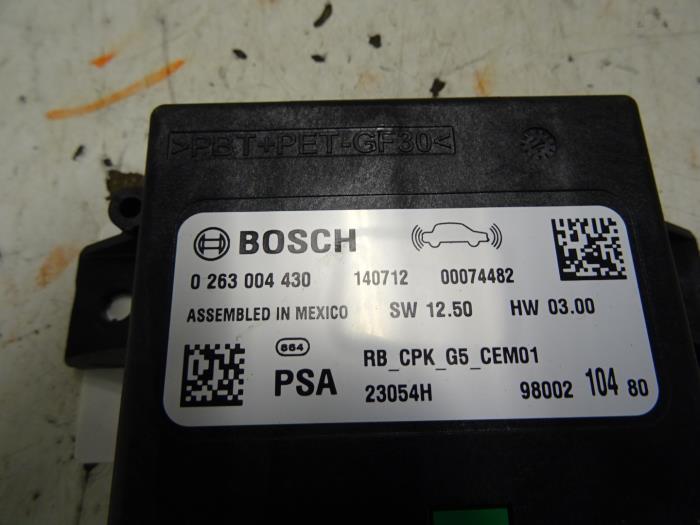 >PBT+PET-GF30<
BOSCH
0 263 004 430 140712 00074482
ASSEMBLED IN MEXICO SW 12.50 HW 03.00
664 RB_CPK_G5_CEM01
PSA 23054H 98002 104 80